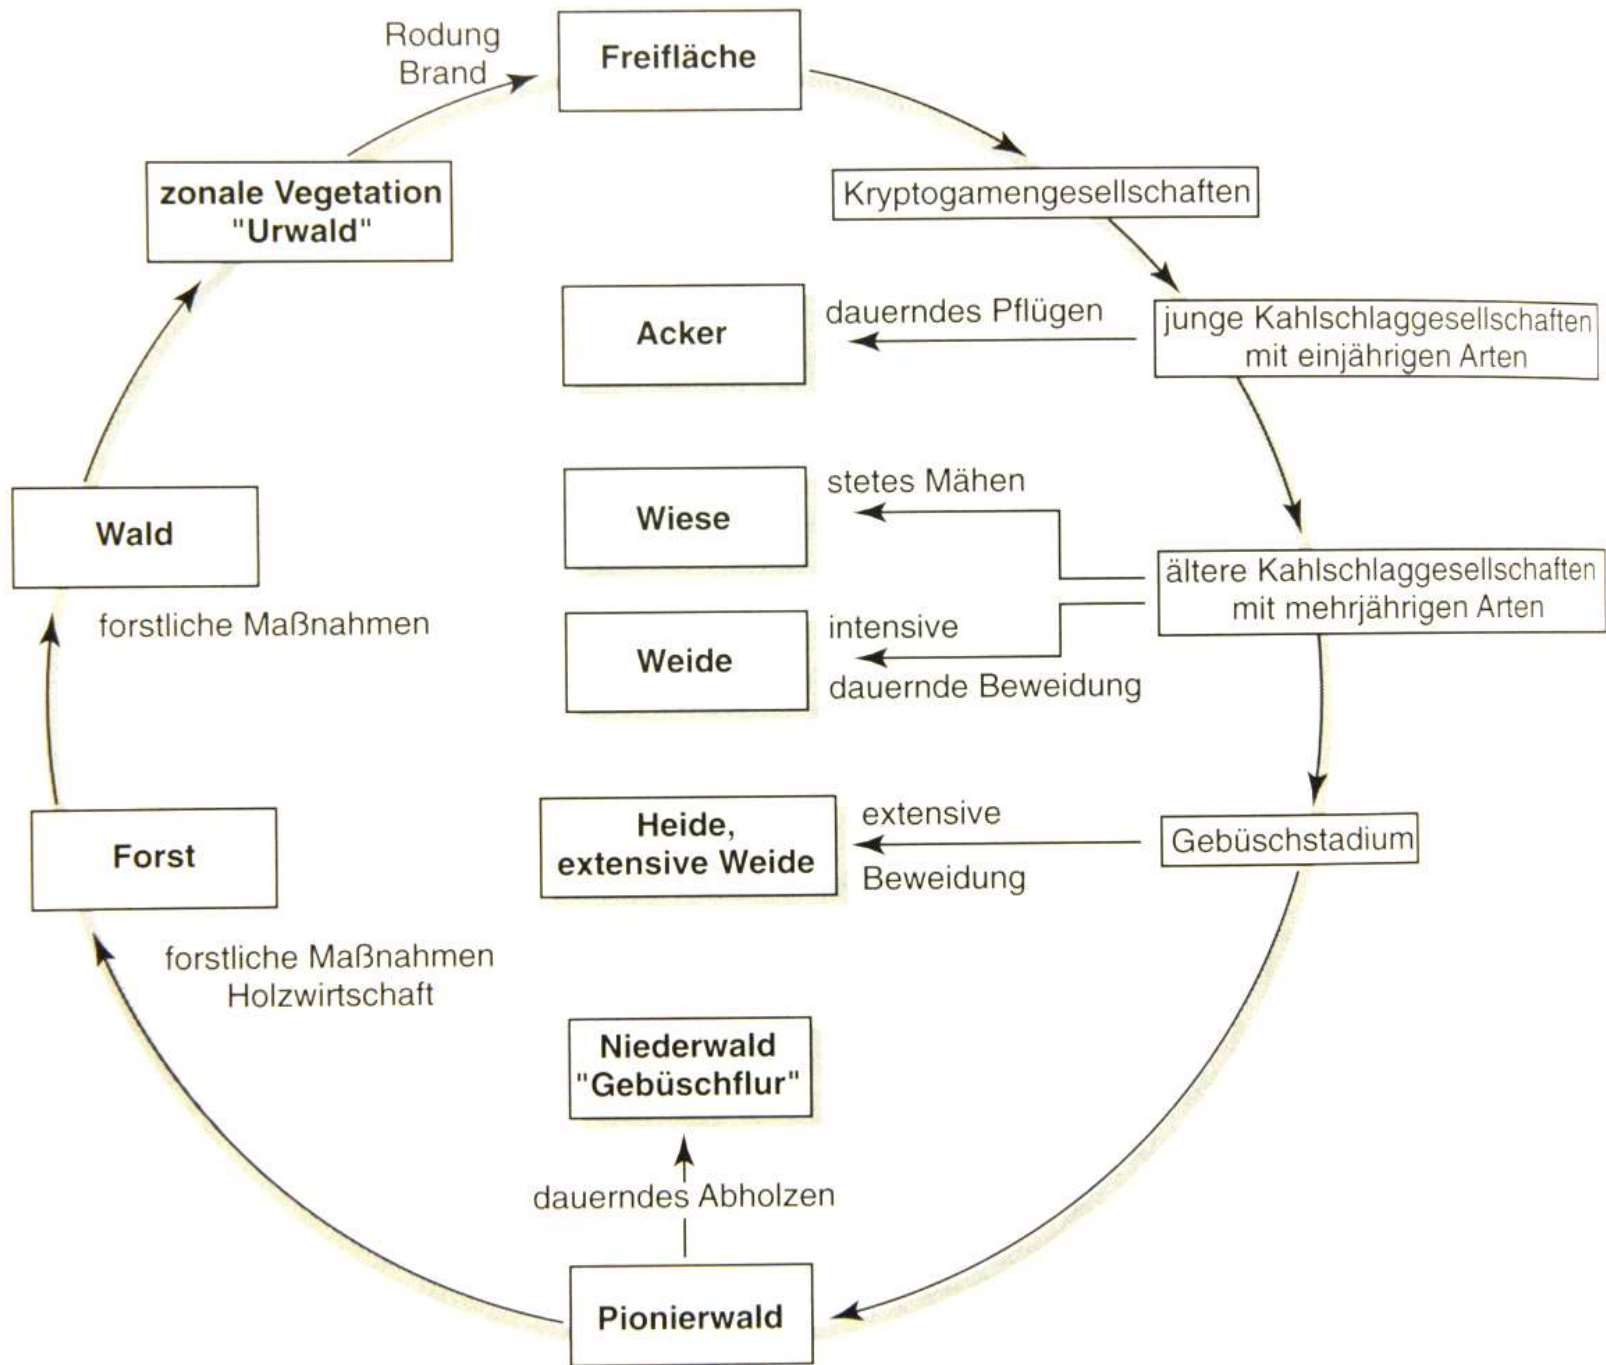 Rodung
Brand
Freifläche
zonale Vegetation
"Urwald"
Kryptogamengesellschaften
Acker
dauerndes Pflügen
junge Kahlschlaggesellschaften
mit einjährigen Arten
Wiese
stetes Mähen
Wald
ältere Kahlschlaggesellschaften
mit mehrjährigen Arten
forstliche Maßnahmen
Weide
intensive
dauernde Beweidung
Forst
Heide,
extensive Weide
extensive
Beweidung
Gebüschstadium
forstliche Maßnahmen
Holzwirtschaft
Niederwald
"Gebüschflur"
dauerndes Abholzen
Pionierwald